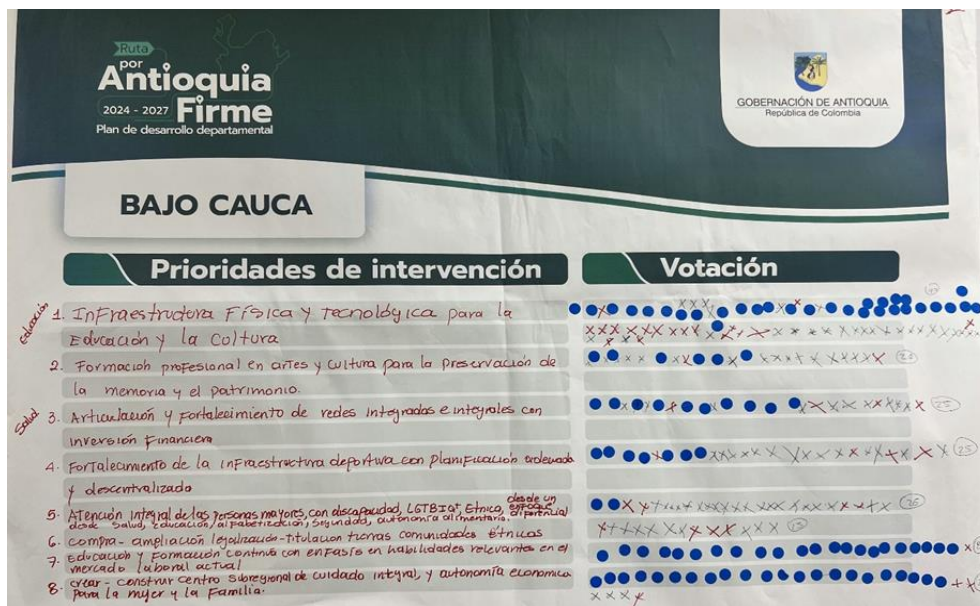 Ruta
por
Antioquia
2024 - 2027 Firme
Plan de desarrollo departamental
GOBERNACIÓN DE ANTIOQUIA
República de Colombia
BAJO CAUCA
Prioridades de intervención
Votación
Educación
1. Infraestructura Física y Tecnológica para la
Educación y la Cultura
2. Formación profesional en artes y cultura para la preservación de
la memoria y el patrimonio.
Salud
3. Articulación y fortalecimiento de redes integradas e integrales con
inversión Financiera
4. Fortalecimiento de la infraestructura deportiva con planificación ordenada
y descentralizada
5. Atención integral de las personas mayores, con discapacidad, LGTBIQ+, Etnica, desde un enfoque diferencial
desde salud, educación, alfabetización, seguridad, autonomía alimentaria.
6. compra - ampliación legalización - titulación tierras comunidades Étnicas
7. Educación y Formación continua con enfasis en habilidades relevantes en el
mercado laboral actual
8. crear - construir centro subregional de cuidado integral, y autonomía economica
para la mujer y la Familia.
25
25
26